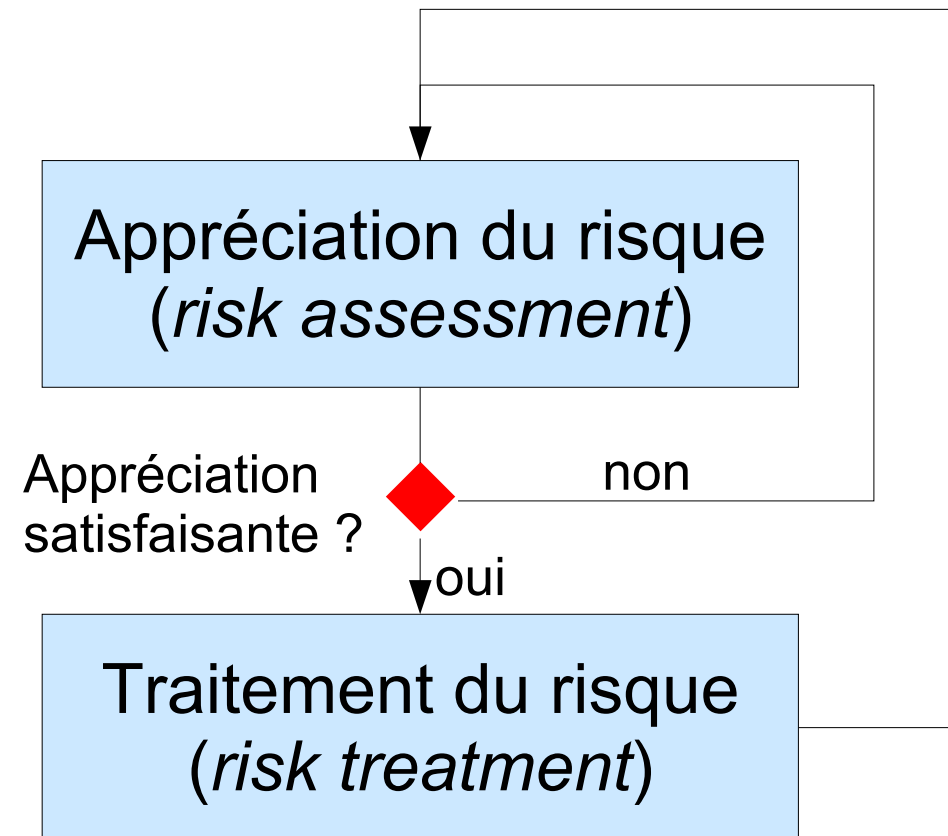 Appréciation du risque
(risk assessment)
Appréciation
satisfaisante ?
non
oui
Traitement du risque
(risk treatment)